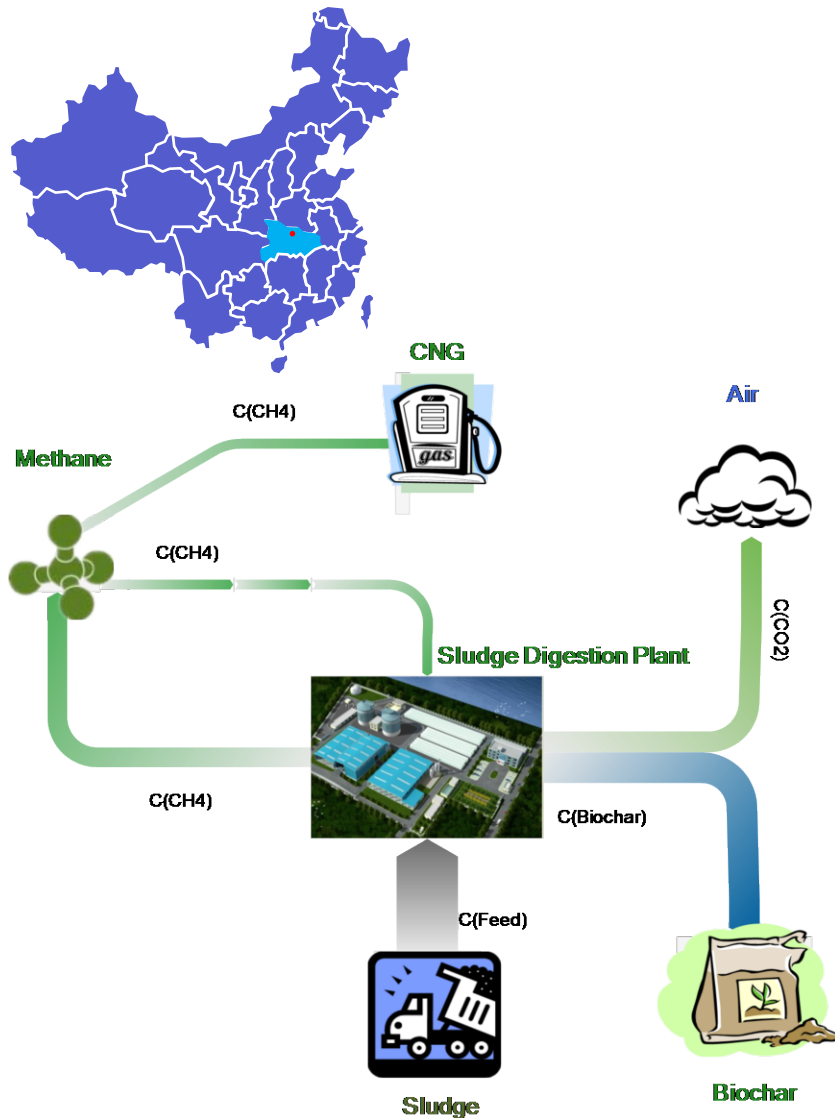 CNG
C(CH4)
Air
Methane
gas
C(CH4)
C(CO2)
Sludge Digestion Plant
C(CH4)
C(Biochar)
C(Feed)
Sludge
Biochar